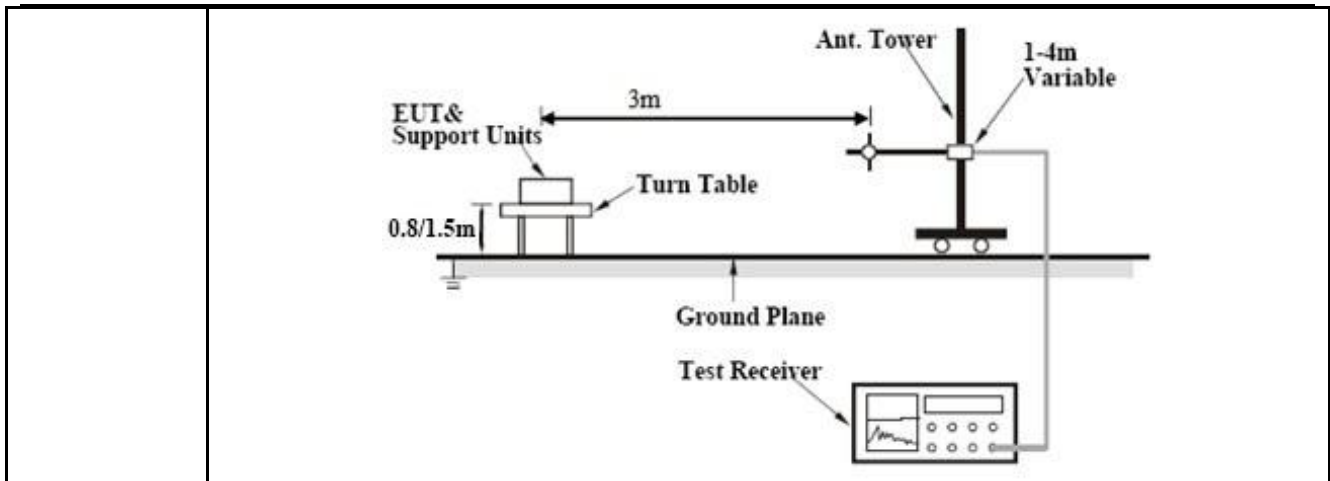 Ant. Tower
1-4m
Variable
3m
EUT&
Support Units
Turn Table
0.8/1.5m
Ground Plane
Test Receiver